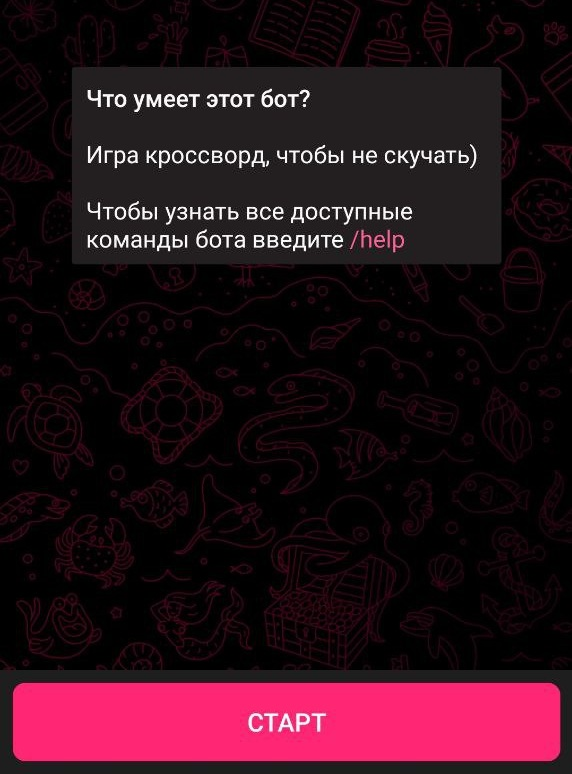 Что умеет этот бот?
Игра кроссворд, чтобы не скучать)
Чтобы узнать все доступные
команды бота введите /help
СТАРТ